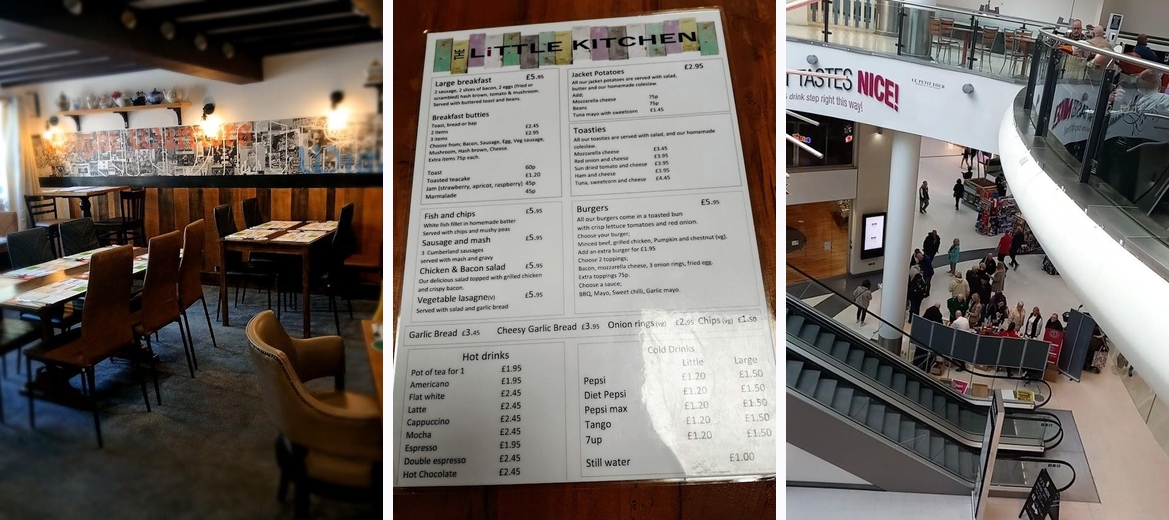 THE LiTTLE KITCHEN
Large breakfast £5.95
2 sausage, 2 slices of bacon, 2 eggs (fried or
scrambled) hash brown, tomato & mushroom.
Served with buttered toast and beans.
Breakfast butties
Toast, bread or bap
2 items £2.45
3 items £2.95
Choose from; Bacon, Sausage, Egg, Veg sausage,
Mushroom, Hash brown, Cheese.
Extra items 75p each.
Toast 60p
Toasted teacake £1.20
Jam (strawberry, apricot, raspberry) 45p
Marmalade 45p
Jacket Potatoes £2.95
All our jacket potatoes are served with salad,
butter and our homemade coleslaw.
Add;
Mozzarella cheese 75p
Beans 75p
Tuna mayo with sweetcorn £1.45
Toasties
All our toasties are served with salad, and our homemade
coleslaw.
Mozzarella cheese £3.45
Red onion and cheese £3.95
Sun dried tomato and cheese £3.95
Ham and cheese £3.95
Tuna, sweetcorn and cheese £4.45
Fish and chips £5.95
White fish fillet in homemade batter
Served with chips and mushy peas
Sausage and mash £5.95
3 Cumberland sausages
served with mash and gravy
Chicken & Bacon salad £5.95
Our delicious salad topped with grilled chicken
and crispy bacon.
Vegetable lasagne(v) £5.95
Served with salad and garlic bread
Burgers £5.95
All our burgers come in a toasted bun
with crisp lettuce tomatoes and red onion.
Choose your burger;
Minced beef, grilled chicken, Pumpkin and chestnut (vg).
Add an extra burger for £1.95
Choose 2 toppings;
Bacon, mozzarella cheese, 3 onion rings, fried egg.
Extra toppings 75p.
Choose a sauce;
BBQ, Mayo, Sweet chilli, Garlic mayo.
Garlic Bread £3.45 Cheesy Garlic Bread £3.95 Onion rings(vg) £2.95 Chips (vg) £1.50
Hot drinks
Pot of tea for 1 £1.95
Americano £1.95
Flat white £2.45
Latte £2.45
Cappuccino £2.45
Mocha £2.45
Espresso £1.95
Double espresso £2.45
Hot Chocolate £2.45
Cold Drinks
Little Large
Pepsi £1.20 £1.50
Diet Pepsi £1.20 £1.50
Pepsi max £1.20 £1.50
Tango £1.20 £1.50
7up £1.20 £1.50
Still water £1.00
TASTES NICE!
drink step right this way!
LE PETIT FOUR